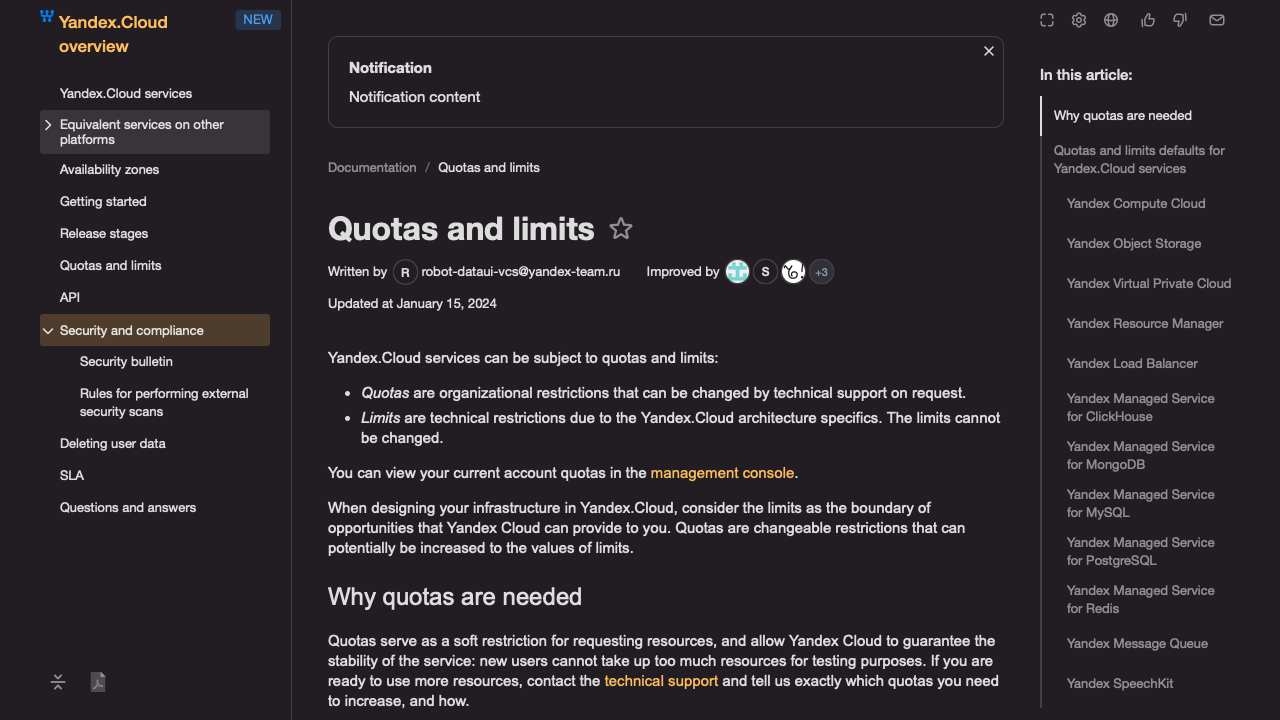 Yandex.Cloud
overview
NEW
Yandex.Cloud services
Equivalent services on other
platforms
Availability zones
Getting started
Release stages
Quotas and limits
API
Security and compliance
Security bulletin
Rules for performing external
security scans
Deleting user data
SLA
Questions and answers
Notification
Notification content
Documentation / Quotas and limits
Quotas and limits
Written by R robot-dataui-vcs@yandex-team.ru Improved by S +3
Updated at January 15, 2024
Yandex.Cloud services can be subject to quotas and limits:
• Quotas are organizational restrictions that can be changed by technical support on request.
• Limits are technical restrictions due to the Yandex.Cloud architecture specifics. The limits cannot
be changed.
You can view your current account quotas in the management console.
When designing your infrastructure in Yandex.Cloud, consider the limits as the boundary of
opportunities that Yandex Cloud can provide to you. Quotas are changeable restrictions that can
potentially be increased to the values of limits.
Why quotas are needed
Quotas serve as a soft restriction for requesting resources, and allow Yandex Cloud to guarantee the
stability of the service: new users cannot take up too much resources for testing purposes. If you are
ready to use more resources, contact the technical support and tell us exactly which quotas you need
to increase, and how.
In this article:
Why quotas are needed
Quotas and limits defaults for
Yandex.Cloud services
Yandex Compute Cloud
Yandex Object Storage
Yandex Virtual Private Cloud
Yandex Resource Manager
Yandex Load Balancer
Yandex Managed Service
for ClickHouse
Yandex Managed Service
for MongoDB
Yandex Managed Service
for MySQL
Yandex Managed Service
for PostgreSQL
Yandex Managed Service
for Redis
Yandex Message Queue
Yandex SpeechKit